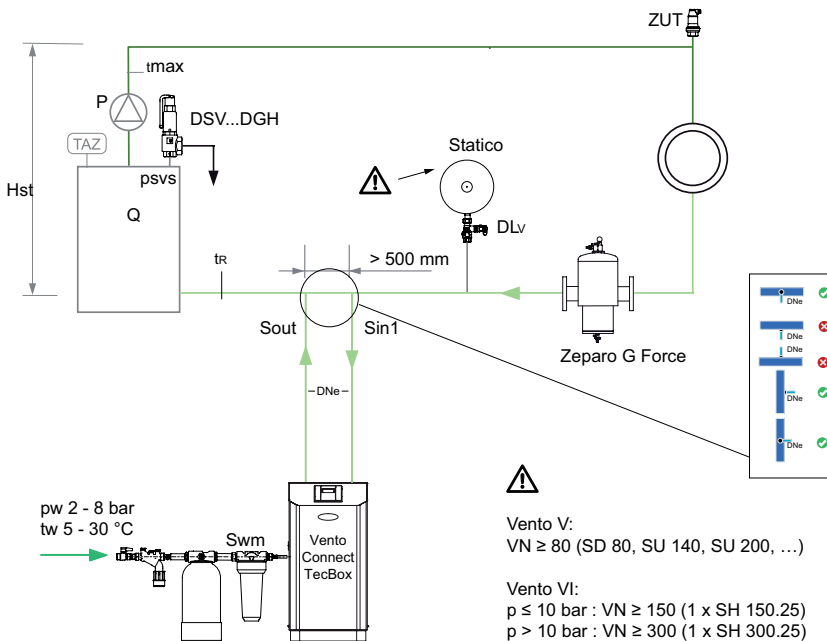 ZUT
tmax
P
DSV...DGH
TAZ
Statico
Hst
psvs
Q
DLv
tR
> 500 mm
Sout
Sin1
Zeparo G Force
DNe
DNe
DNe
DNe
DNe
–DNe–
pw 2 - 8 bar
tw 5 - 30 °C
Swm
Vento
Connect
TecBox
Vento V:
VN ≥ 80 (SD 80, SU 140, SU 200, …)
Vento VI:
p ≤ 10 bar : VN ≥ 150 (1 x SH 150.25)
p > 10 bar : VN ≥ 300 (1 x SH 300.25)